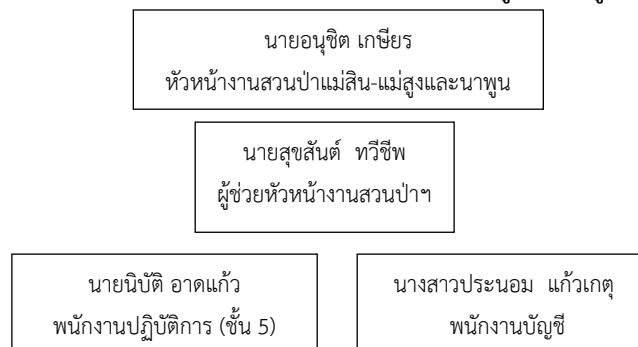 นายอนุชิต เกษียร
หัวหน้างานสวนป่าแม่สิน-แม่สูงและนาพูน
นายสุขสันต์ ทวีชีพ
ผู้ช่วยหัวหน้างานสวนป่าฯ
นายนิบัติ อาดแก้ว
พนักงานปฏิบัติการ (ชั้น 5)
นางสาวประนอม แก้วเกตุ
พนักงานบัญชี